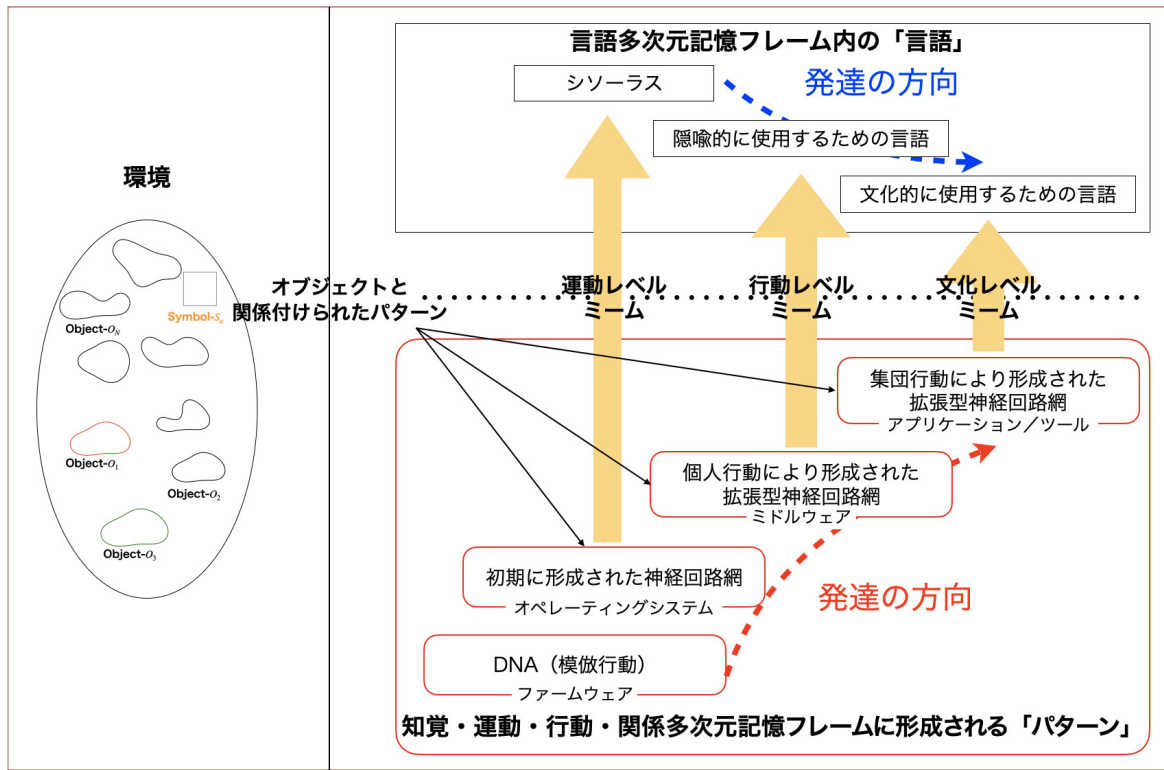 言語多次元記憶フレーム内の「言語」
シソーラス
発達の方向
隠喩的に使用するための言語
文化的に使用するための言語
環境
Symbol-Sₐ
Object-O_N
Object-O₁
Object-O₂
Object-O₃
オブジェクトと
関係付けられたパターン
運動レベル
ミーム
行動レベル
ミーム
文化レベル
ミーム
集団行動により形成された
拡張型神経回路網
アプリケーション／ツール
個人行動により形成された
拡張型神経回路網
ミドルウェア
初期に形成された神経回路網
オペレーティングシステム
発達の方向
DNA（模倣行動）
ファームウェア
知覚・運動・行動・関係多次元記憶フレームに形成される「パターン」